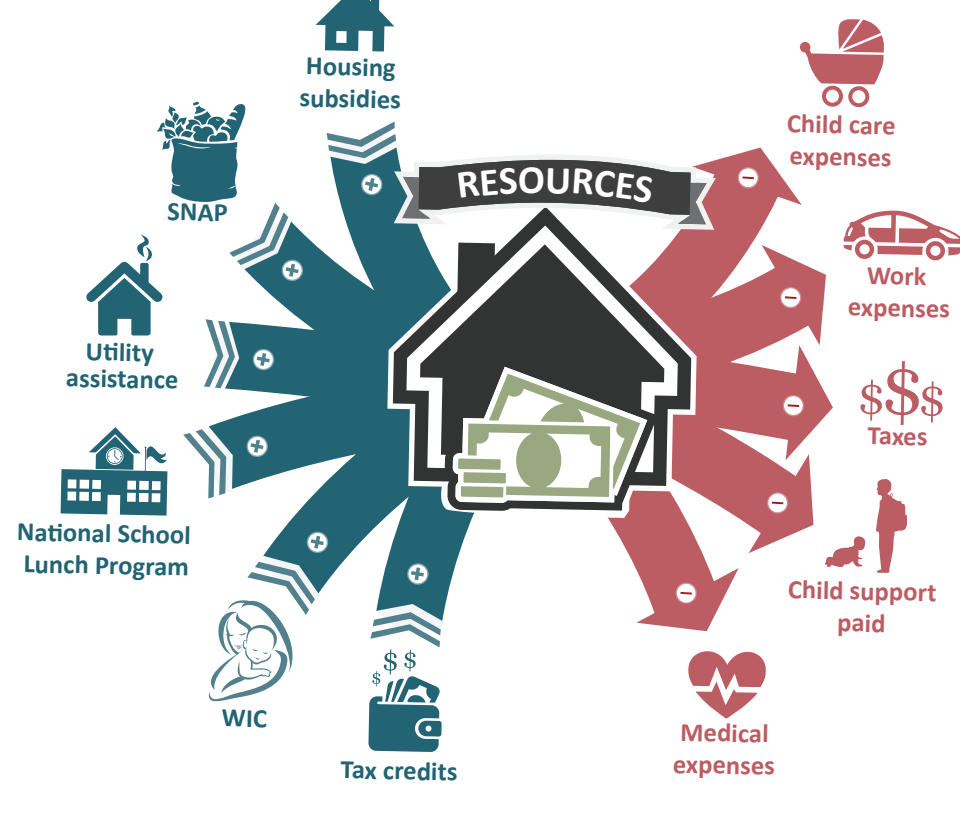 Housing
subsidies
SNAP
Utility
assistance
National School
Lunch Program
WIC
$ $ $
Tax credits
RESOURCES
Child care
expenses
Work
expenses
$$$
Taxes
Child support
paid
Medical
expenses